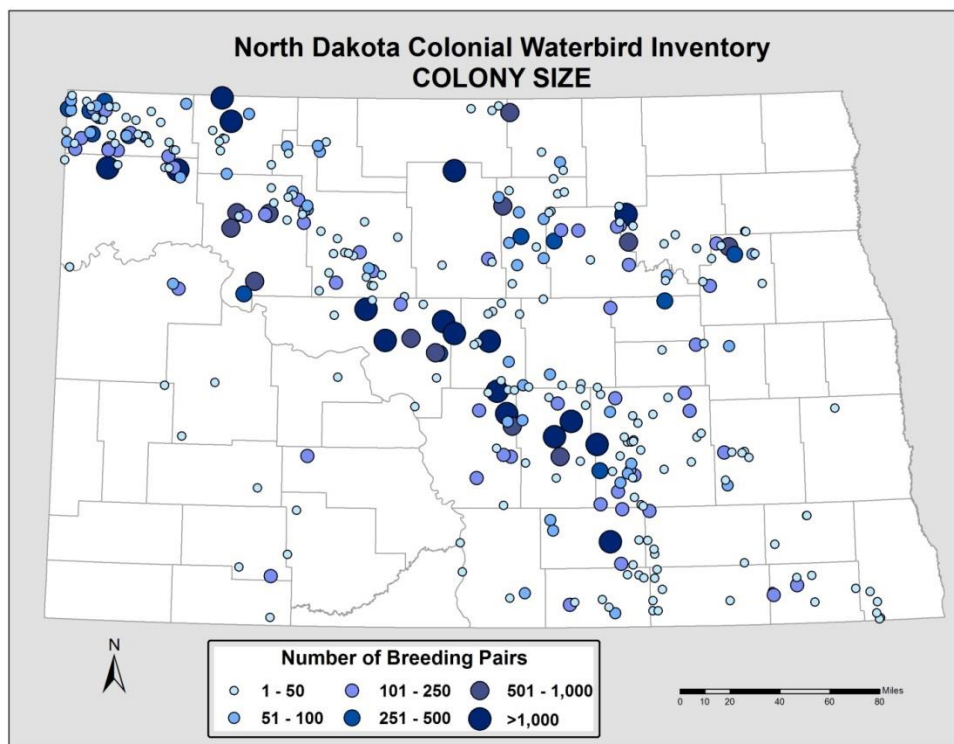 North Dakota Colonial Waterbird Inventory
COLONY SIZE
N
Number of Breeding Pairs
1 - 50 101 - 250 501 - 1,000
51 - 100 251 - 500 >1,000
Miles
0 10 20 40 60 80